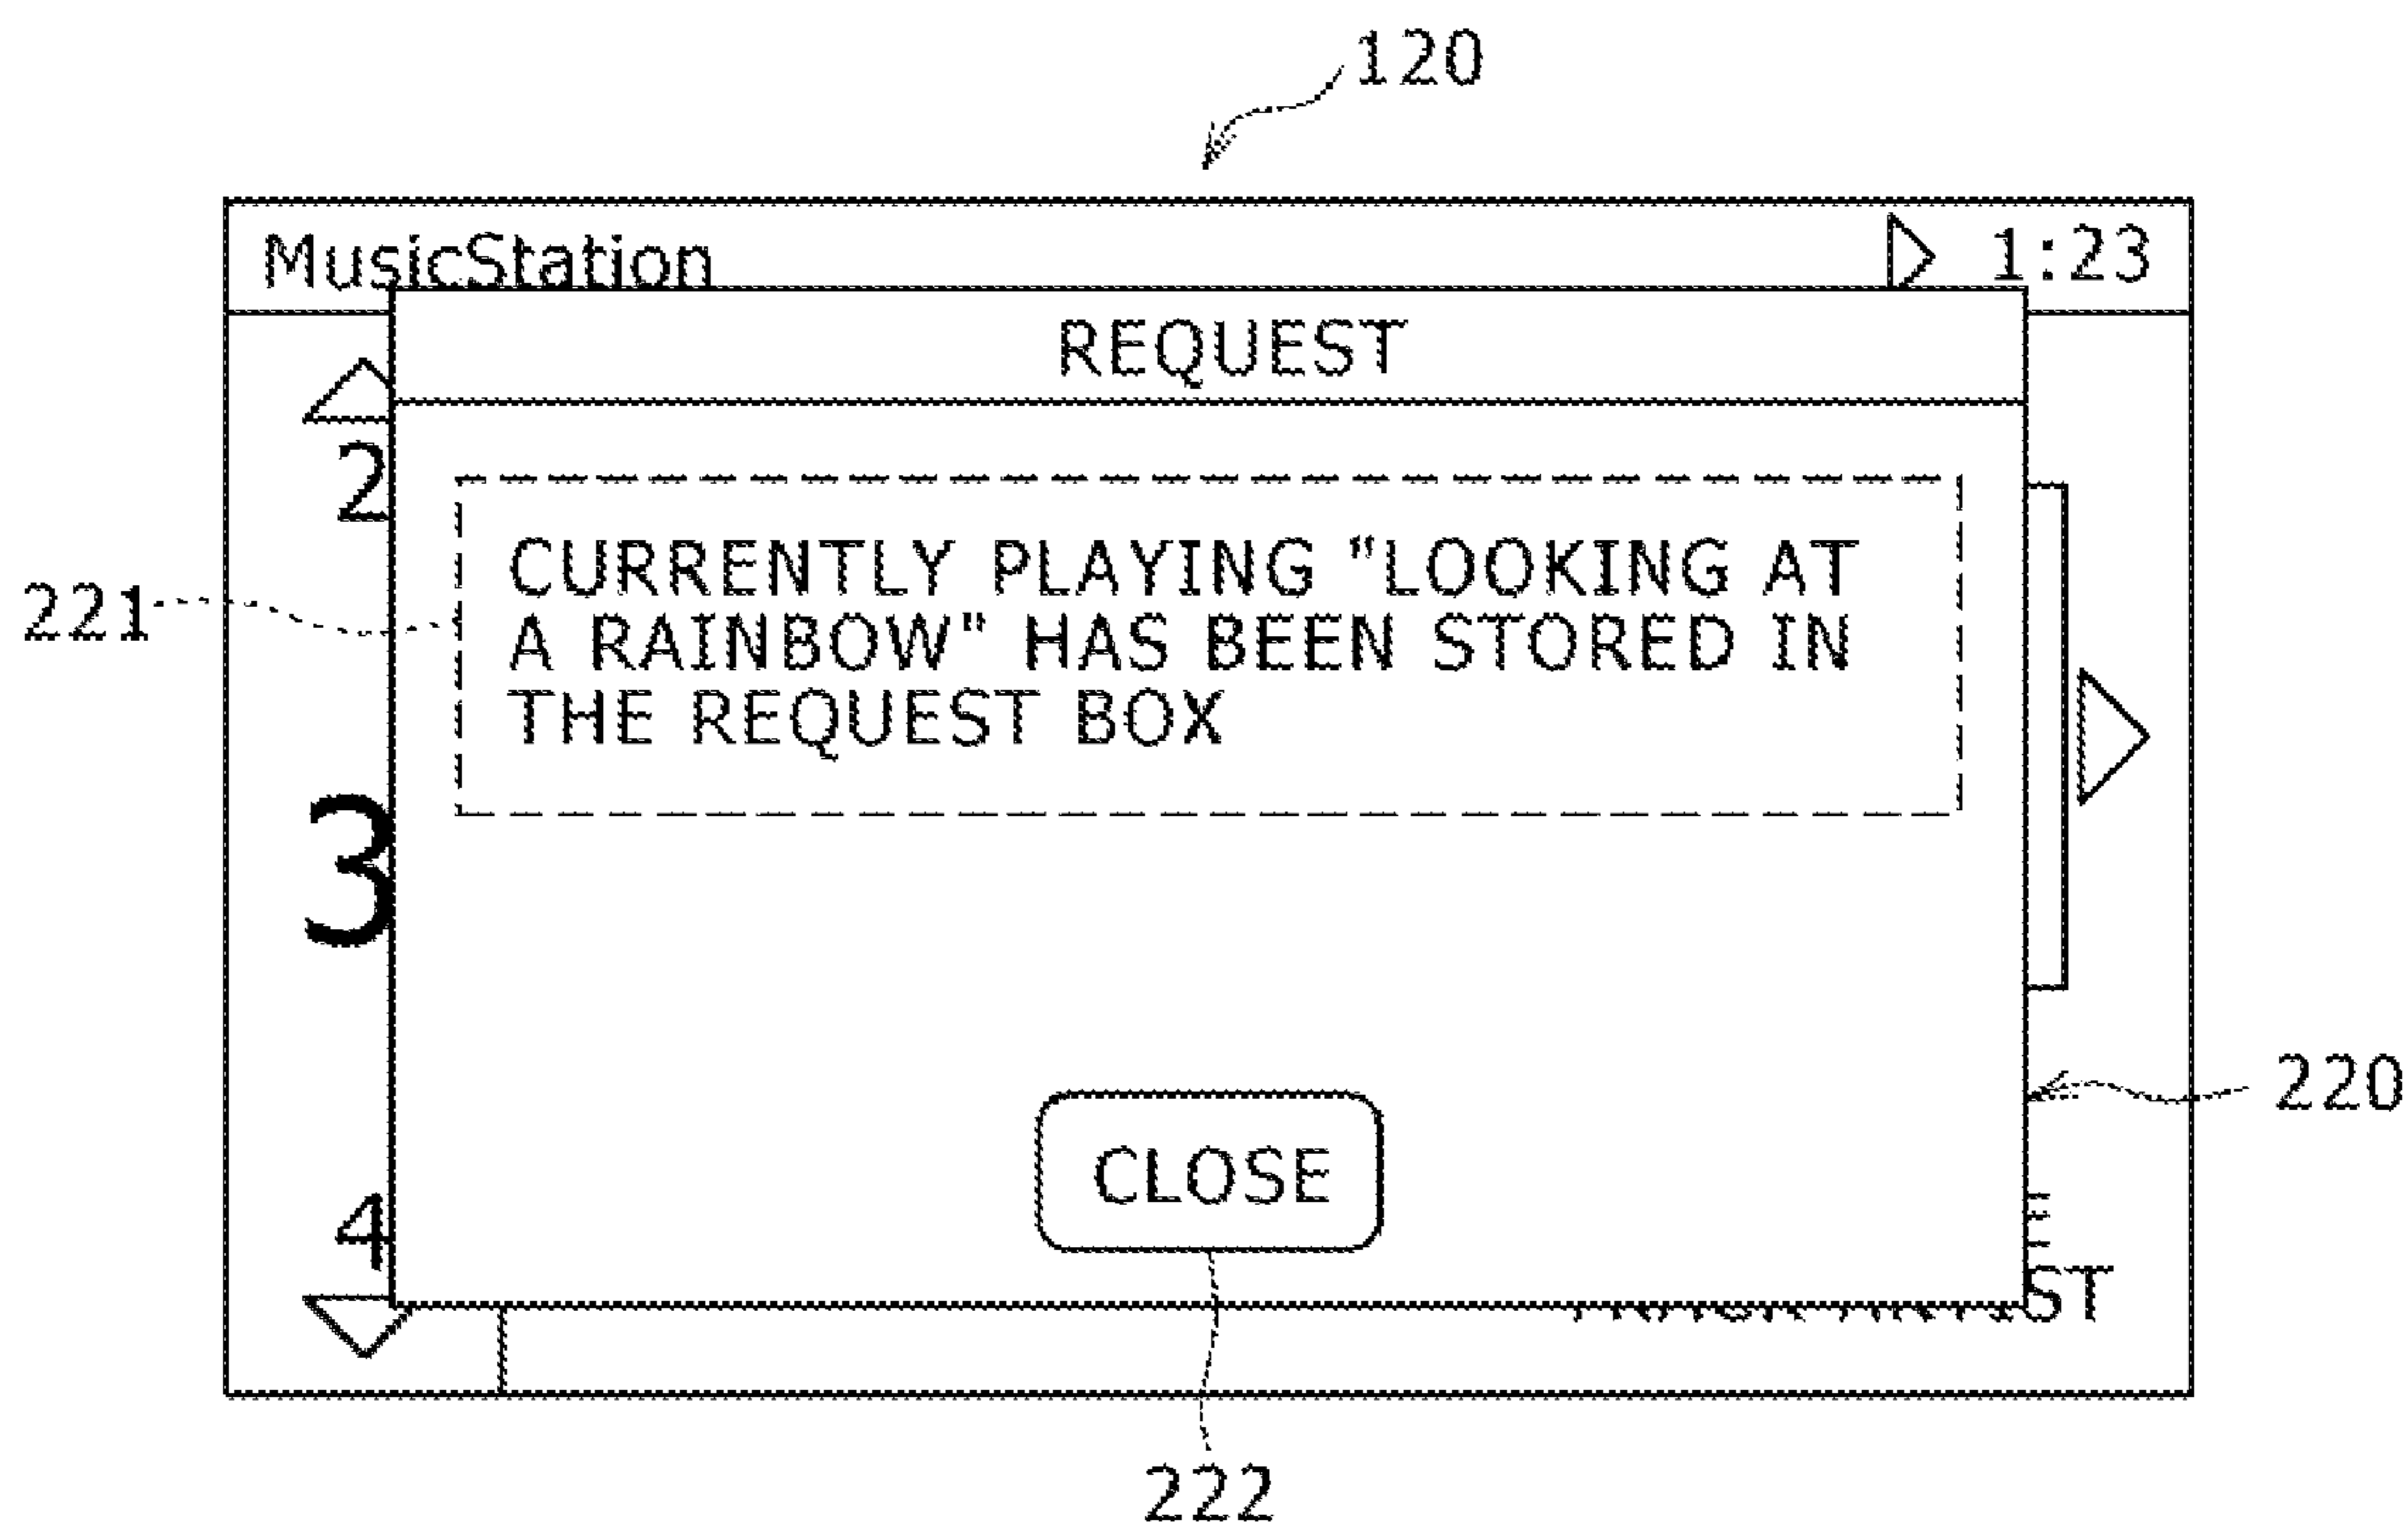 120
MusicStation 1:23
REQUEST
2
CURRENTLY PLAYING "LOOKING AT
A RAINBOW" HAS BEEN STORED IN
THE REQUEST BOX
221
3
220
CLOSE
4
222